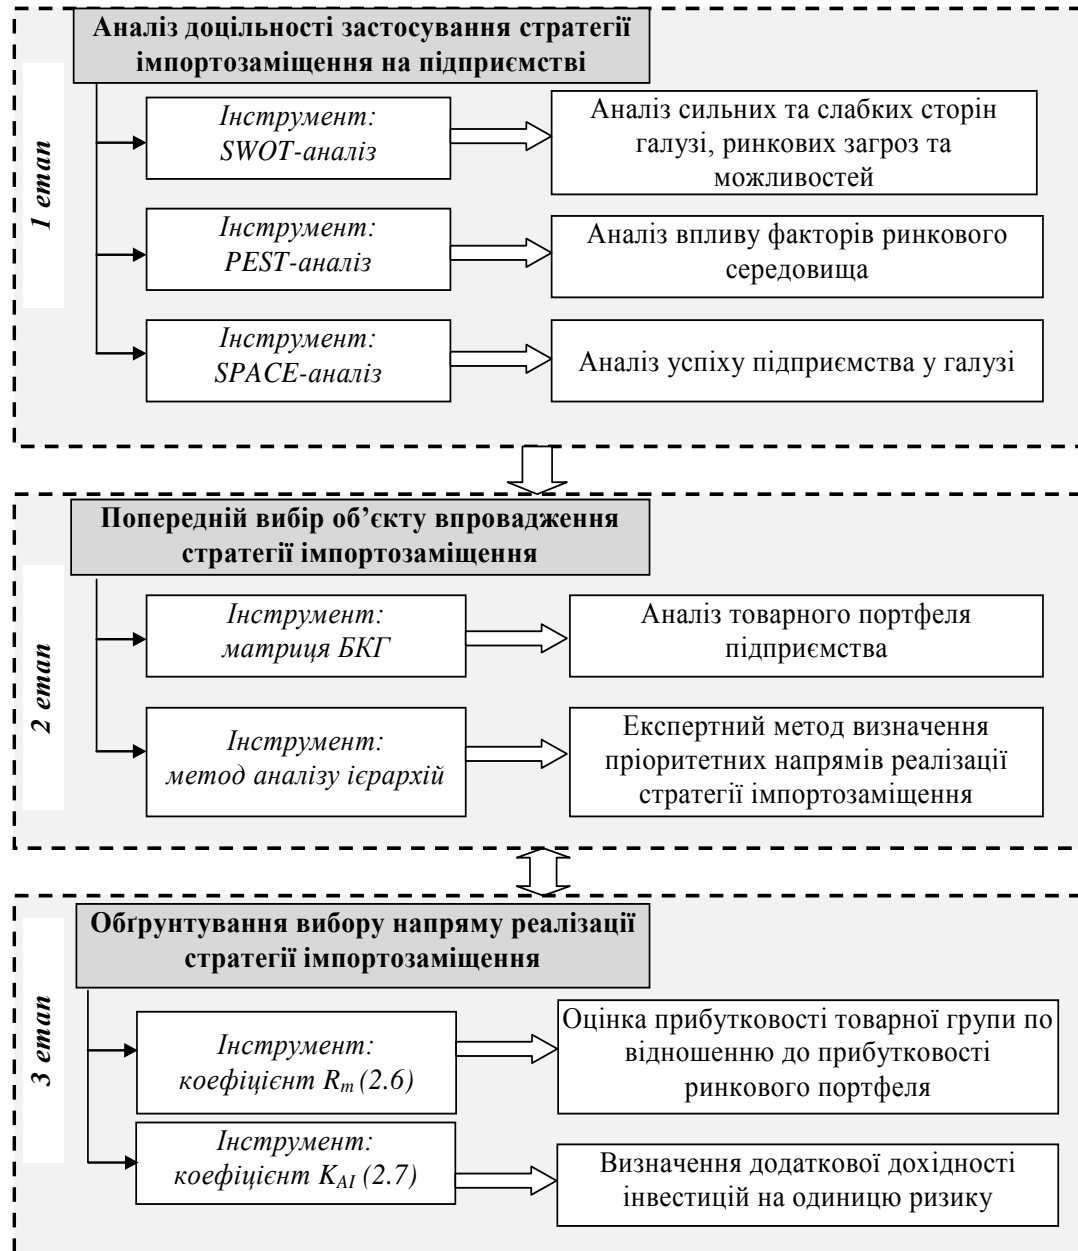 Аналіз доцільності застосування стратегії
імпортозаміщення на підприємстві
1 етап
Інструмент:
SWOT-аналіз
Аналіз сильних та слабких сторін
галузі, ринкових загроз та
можливостей
Інструмент:
PEST-аналіз
Аналіз впливу факторів ринкового
середовища
Інструмент:
SPACE-аналіз
Аналіз успіху підприємства у галузі
Попередній вибір об’єкту впровадження
стратегії імпортозаміщення
2 етап
Інструмент:
матриця БКГ
Аналіз товарного портфеля
підприємства
Інструмент:
метод аналізу ієрархій
Експертний метод визначення
пріоритетних напрямів реалізації
стратегії імпортозаміщення
Обґрунтування вибору напряму реалізації
стратегії імпортозаміщення
3 етап
Інструмент:
коефіцієнт Rm (2.6)
Оцінка прибутковості товарної групи по
відношенню до прибутковості
ринкового портфеля
Інструмент:
коефіцієнт KAI (2.7)
Визначення додаткової дохідності
інвестицій на одиницю ризику